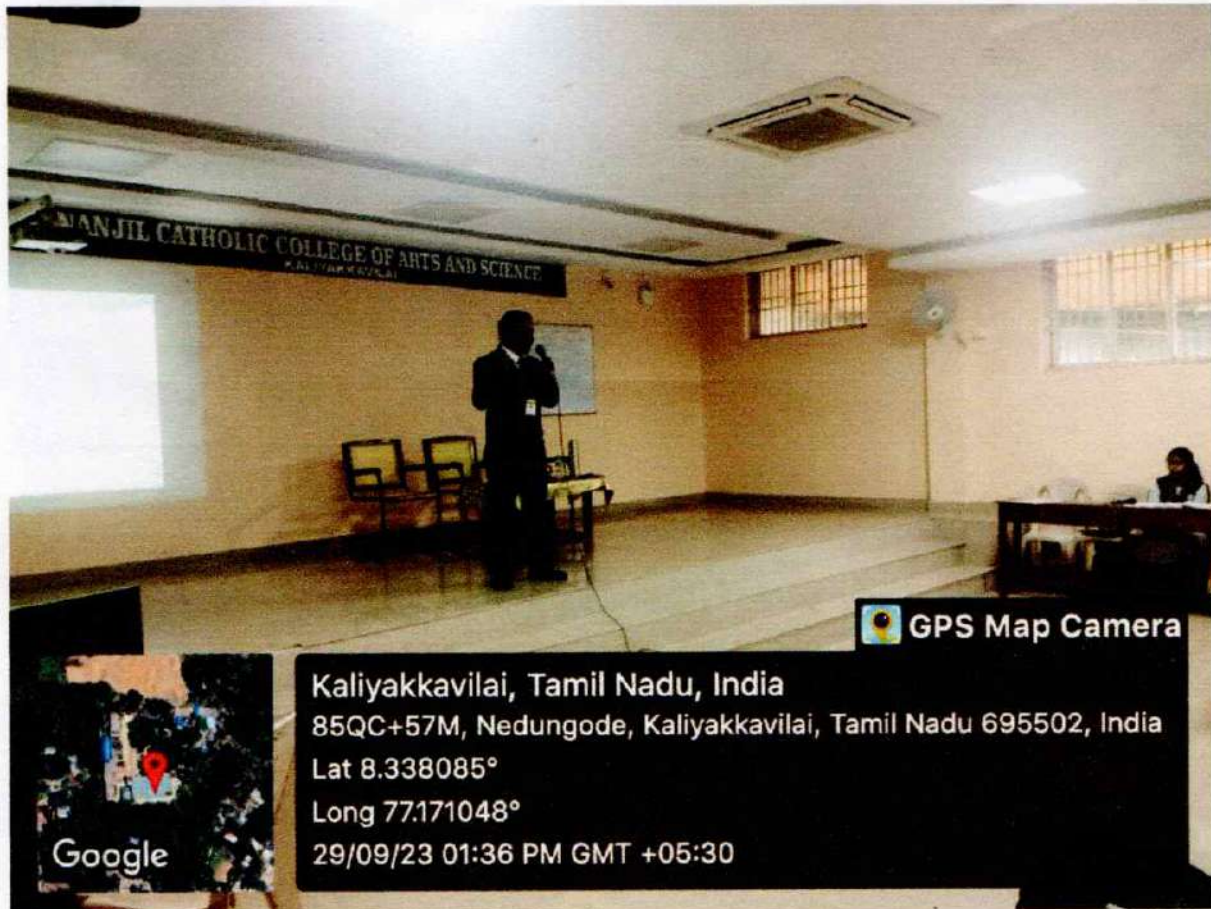 NANJIL CATHOLIC COLLEGE OF ARTS AND SCIENCE
KALIYAKKAVILAI
GPS Map Camera
Kaliyakkavilai, Tamil Nadu, India
85QC+57M, Nedungode, Kaliyakkavilai, Tamil Nadu 695502, India
Lat 8.338085°
Long 77.171048°
29/09/23 01:36 PM GMT +05:30
Google